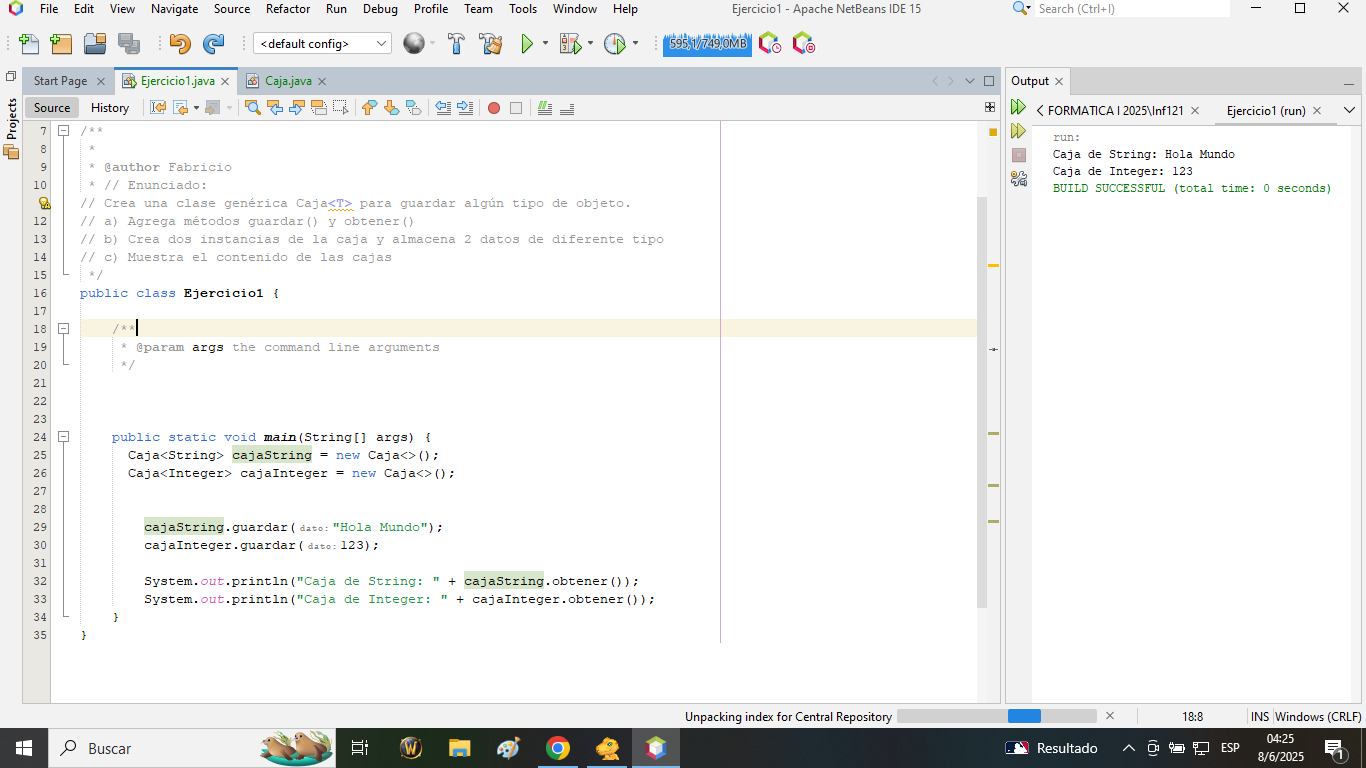 File Edit View Navigate Source Refactor Run Debug Profile Team Tools Window Help
Ejercicio1 - Apache NetBeans IDE 15
Search (Ctrl+I)
<default config>
595,1/749,0MB
Start Page
Ejercicio1.java
Caja.java
Output
Source
History
FORMATICA I 2025\Inf121
Ejercicio1 (run)
Projects
7 /**
8 *
9 * @author Fabricio
10 * // Enunciado:
// Crea una clase genérica Caja<T> para guardar algún tipo de objeto.
12 // a) Agrega métodos guardar() y obtener()
13 // b) Crea dos instancias de la caja y almacena 2 datos de diferente tipo
14 // c) Muestra el contenido de las cajas
15 */
16 public class Ejercicio1 {
17
18 /**
19 * @param args the command line arguments
20 */
21
22
23
24 public static void main(String[] args) {
25 Caja<String> cajaString = new Caja<>();
26 Caja<Integer> cajaInteger = new Caja<>();
27
28
29 cajaString.guardar(dato: "Hola Mundo");
30 cajaInteger.guardar(dato: 123);
31
32 System.out.println("Caja de String: " + cajaString.obtener());
33 System.out.println("Caja de Integer: " + cajaInteger.obtener());
34 }
35 }
run:
Caja de String: Hola Mundo
Caja de Integer: 123
BUILD SUCCESSFUL (total time: 0 seconds)
Unpacking index for Central Repository
18:8
INS
Windows (CRLF)
Buscar
Resultado
ESP
04:25
8/6/2025
1